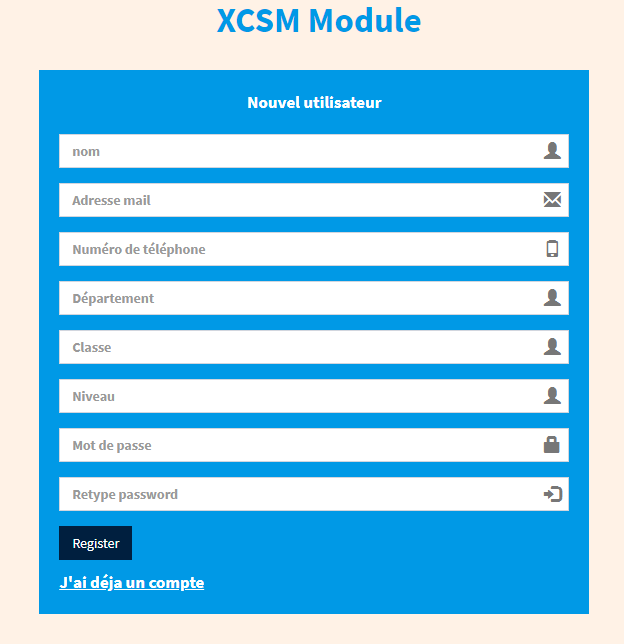 XCSM Module
Nouvel utilisateur
nom
Adresse mail
Numéro de téléphone
Département
Classe
Niveau
Mot de passe
Retype password
Register
J'ai déja un compte